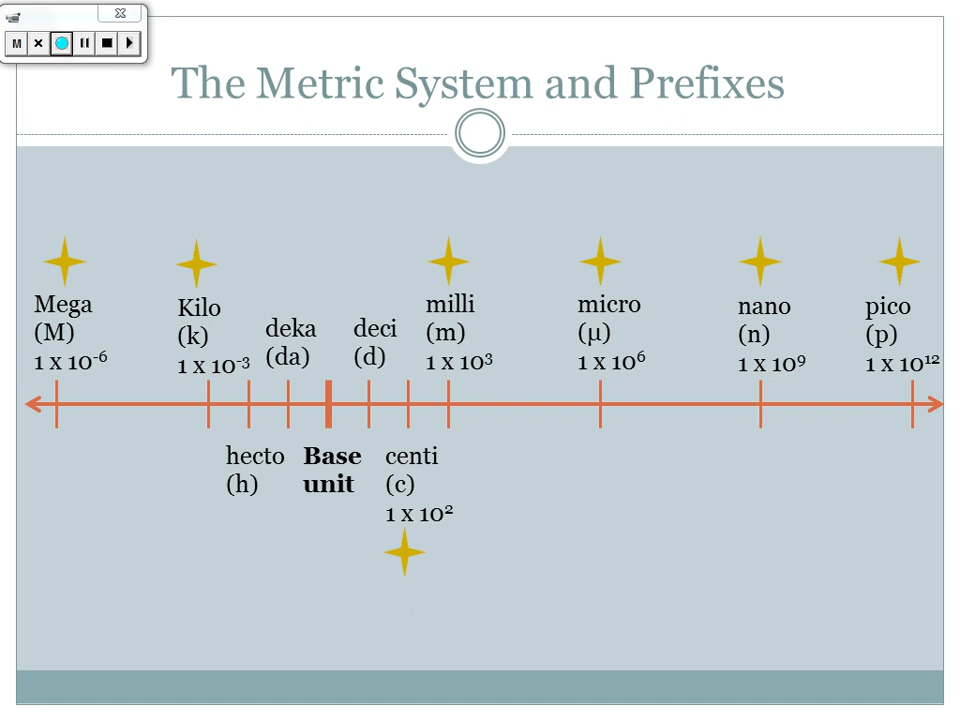 M
The Metric System and Prefixes
Mega
(M)
1 x 10⁻⁶
Kilo
(k)
1 x 10⁻³
deka
(da)
deci
(d)
milli
(m)
1 x 10³
micro
(µ)
1 x 10⁶
nano
(n)
1 x 10⁹
pico
(p)
1 x 10¹²
hecto
(h)
Base
unit
centi
(c)
1 x 10²